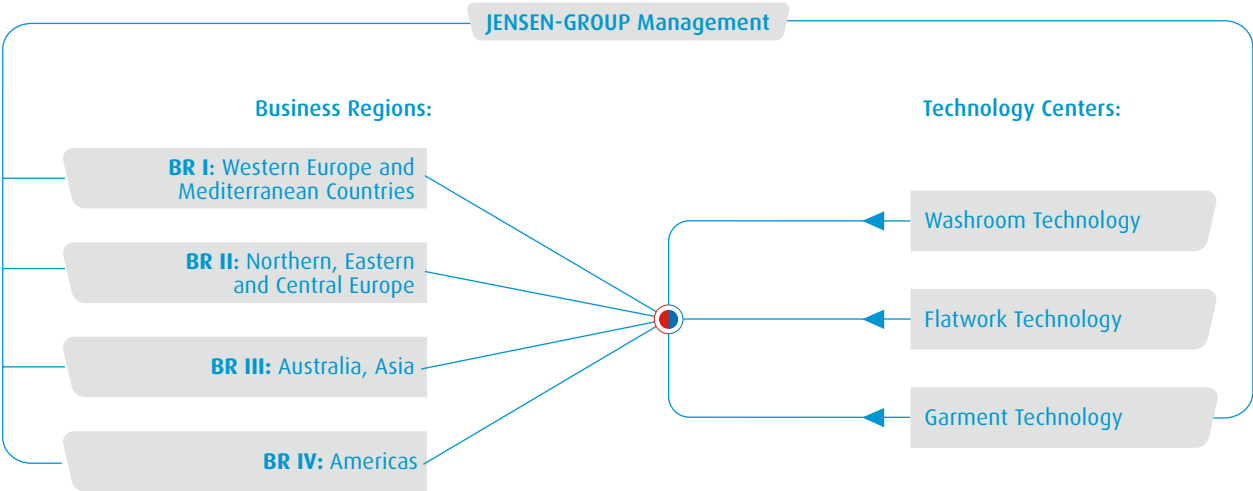 JENSEN-GROUP Management
Business Regions:
BR I: Western Europe and
Mediterranean Countries
BR II: Northern, Eastern
and Central Europe
BR III: Australia, Asia
BR IV: Americas
Technology Centers:
Washroom Technology
Flatwork Technology
Garment Technology